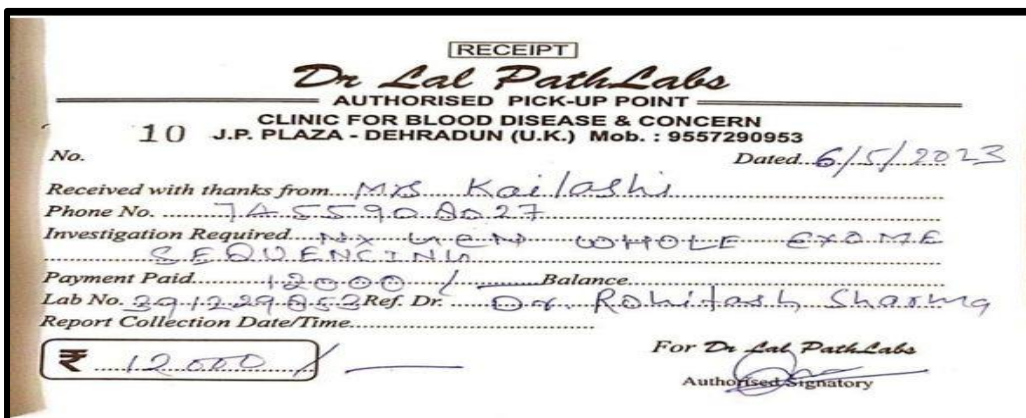 RECEIPT
Dr Lal PathLabs
AUTHORISED PICK-UP POINT
CLINIC FOR BLOOD DISEASE & CONCERN
10 J.P. PLAZA - DEHRADUN (U.K.) Mob. : 9557290953
No. Dated 6/5/2023
Received with thanks from Mrs Kailashi
Phone No. 7455908027
Investigation Required Nx GEN WHOLE EXOME
SEQUENCING
Payment Paid 12000/- Balance
Lab No. 391229853 Ref. Dr. Dr. Rohitash Sharma
Report Collection Date/Time
₹ 12000/-
For Dr Lal PathLabs
Authorised Signatory